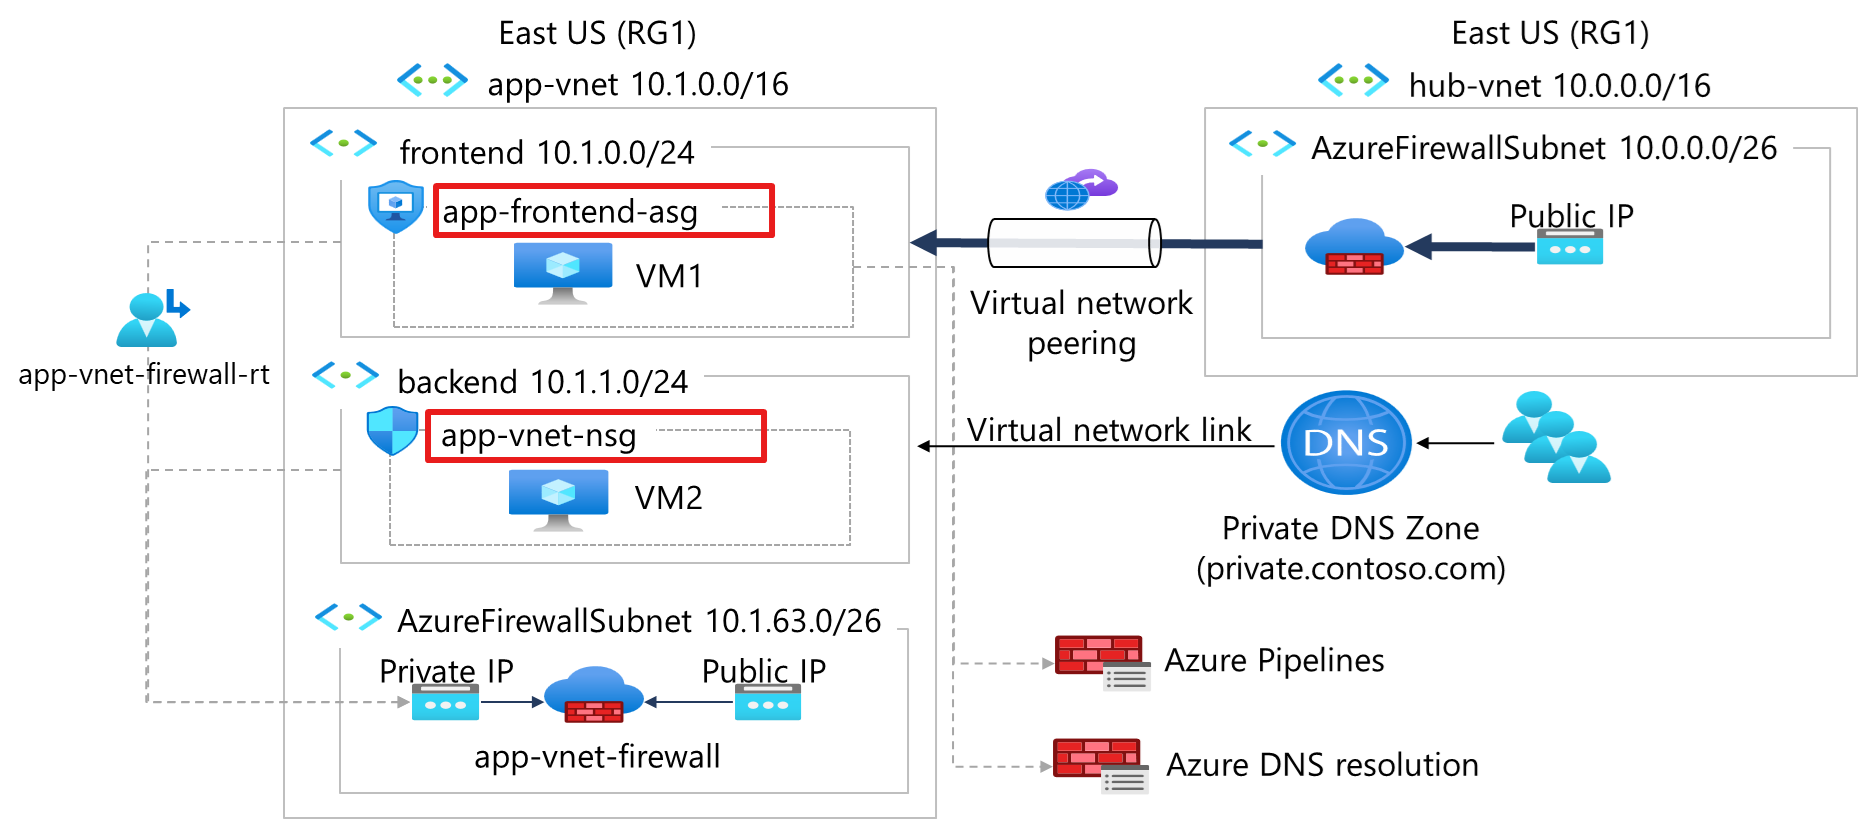 East US (RG1)
app-vnet 10.1.0.0/16
frontend 10.1.0.0/24
app-frontend-asg
VM1
app-vnet-firewall-rt
backend 10.1.1.0/24
app-vnet-nsg
VM2
AzureFirewallSubnet 10.1.63.0/26
Private IP
Public IP
app-vnet-firewall
East US (RG1)
hub-vnet 10.0.0.0/16
AzureFirewallSubnet 10.0.0.0/26
Public IP
Virtual network
peering
Virtual network link
DNS
Private DNS Zone
(private.contoso.com)
Azure Pipelines
Azure DNS resolution